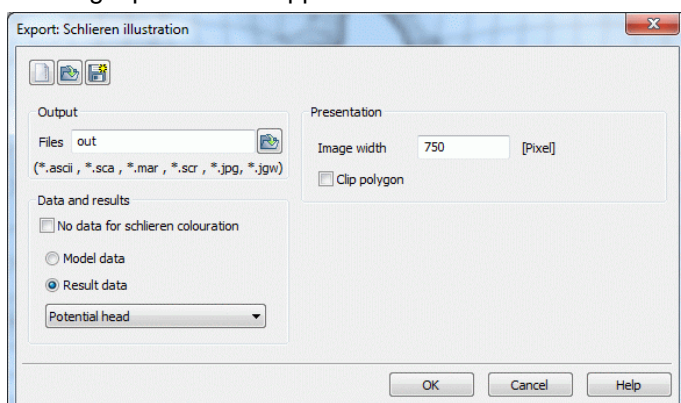 Export: Schlieren illustration
Output
Files out
(*.ascii , *.sca , *.mar , *.scr , *.jpg, *.jgw)
Data and results
No data for schlieren colouration
Model data
Result data
Potential head
Presentation
Image width 750 [Pixel]
Clip polygon
OK Cancel Help